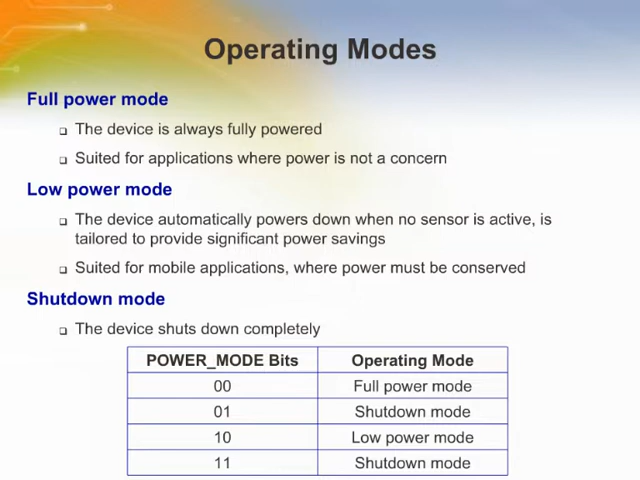 Operating Modes
Full power mode
❑ The device is always fully powered
❑ Suited for applications where power is not a concern
Low power mode
❑ The device automatically powers down when no sensor is active, is
tailored to provide significant power savings
❑ Suited for mobile applications, where power must be conserved
Shutdown mode
❑ The device shuts down completely
POWER_MODE Bits Operating Mode
00 Full power mode
01 Shutdown mode
10 Low power mode
11 Shutdown mode